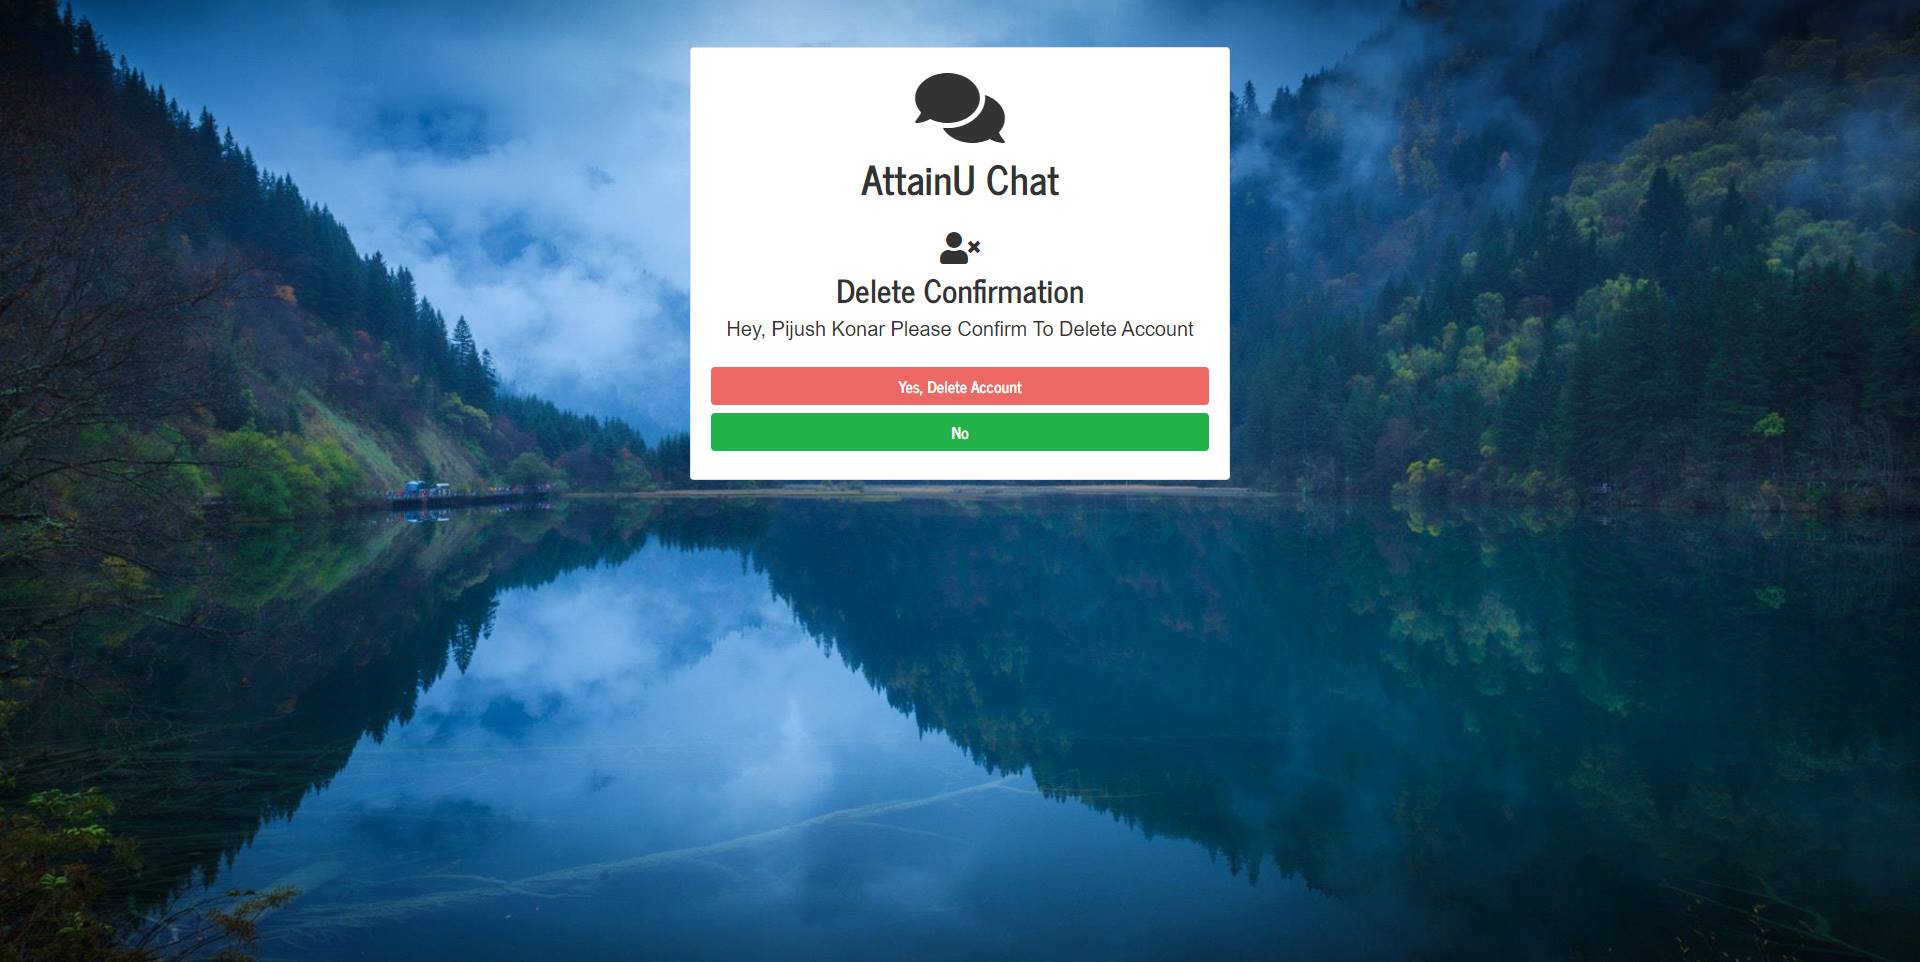 AttainU Chat
Delete Confirmation
Hey, Pijush Konar Please Confirm To Delete Account
Yes, Delete Account
No